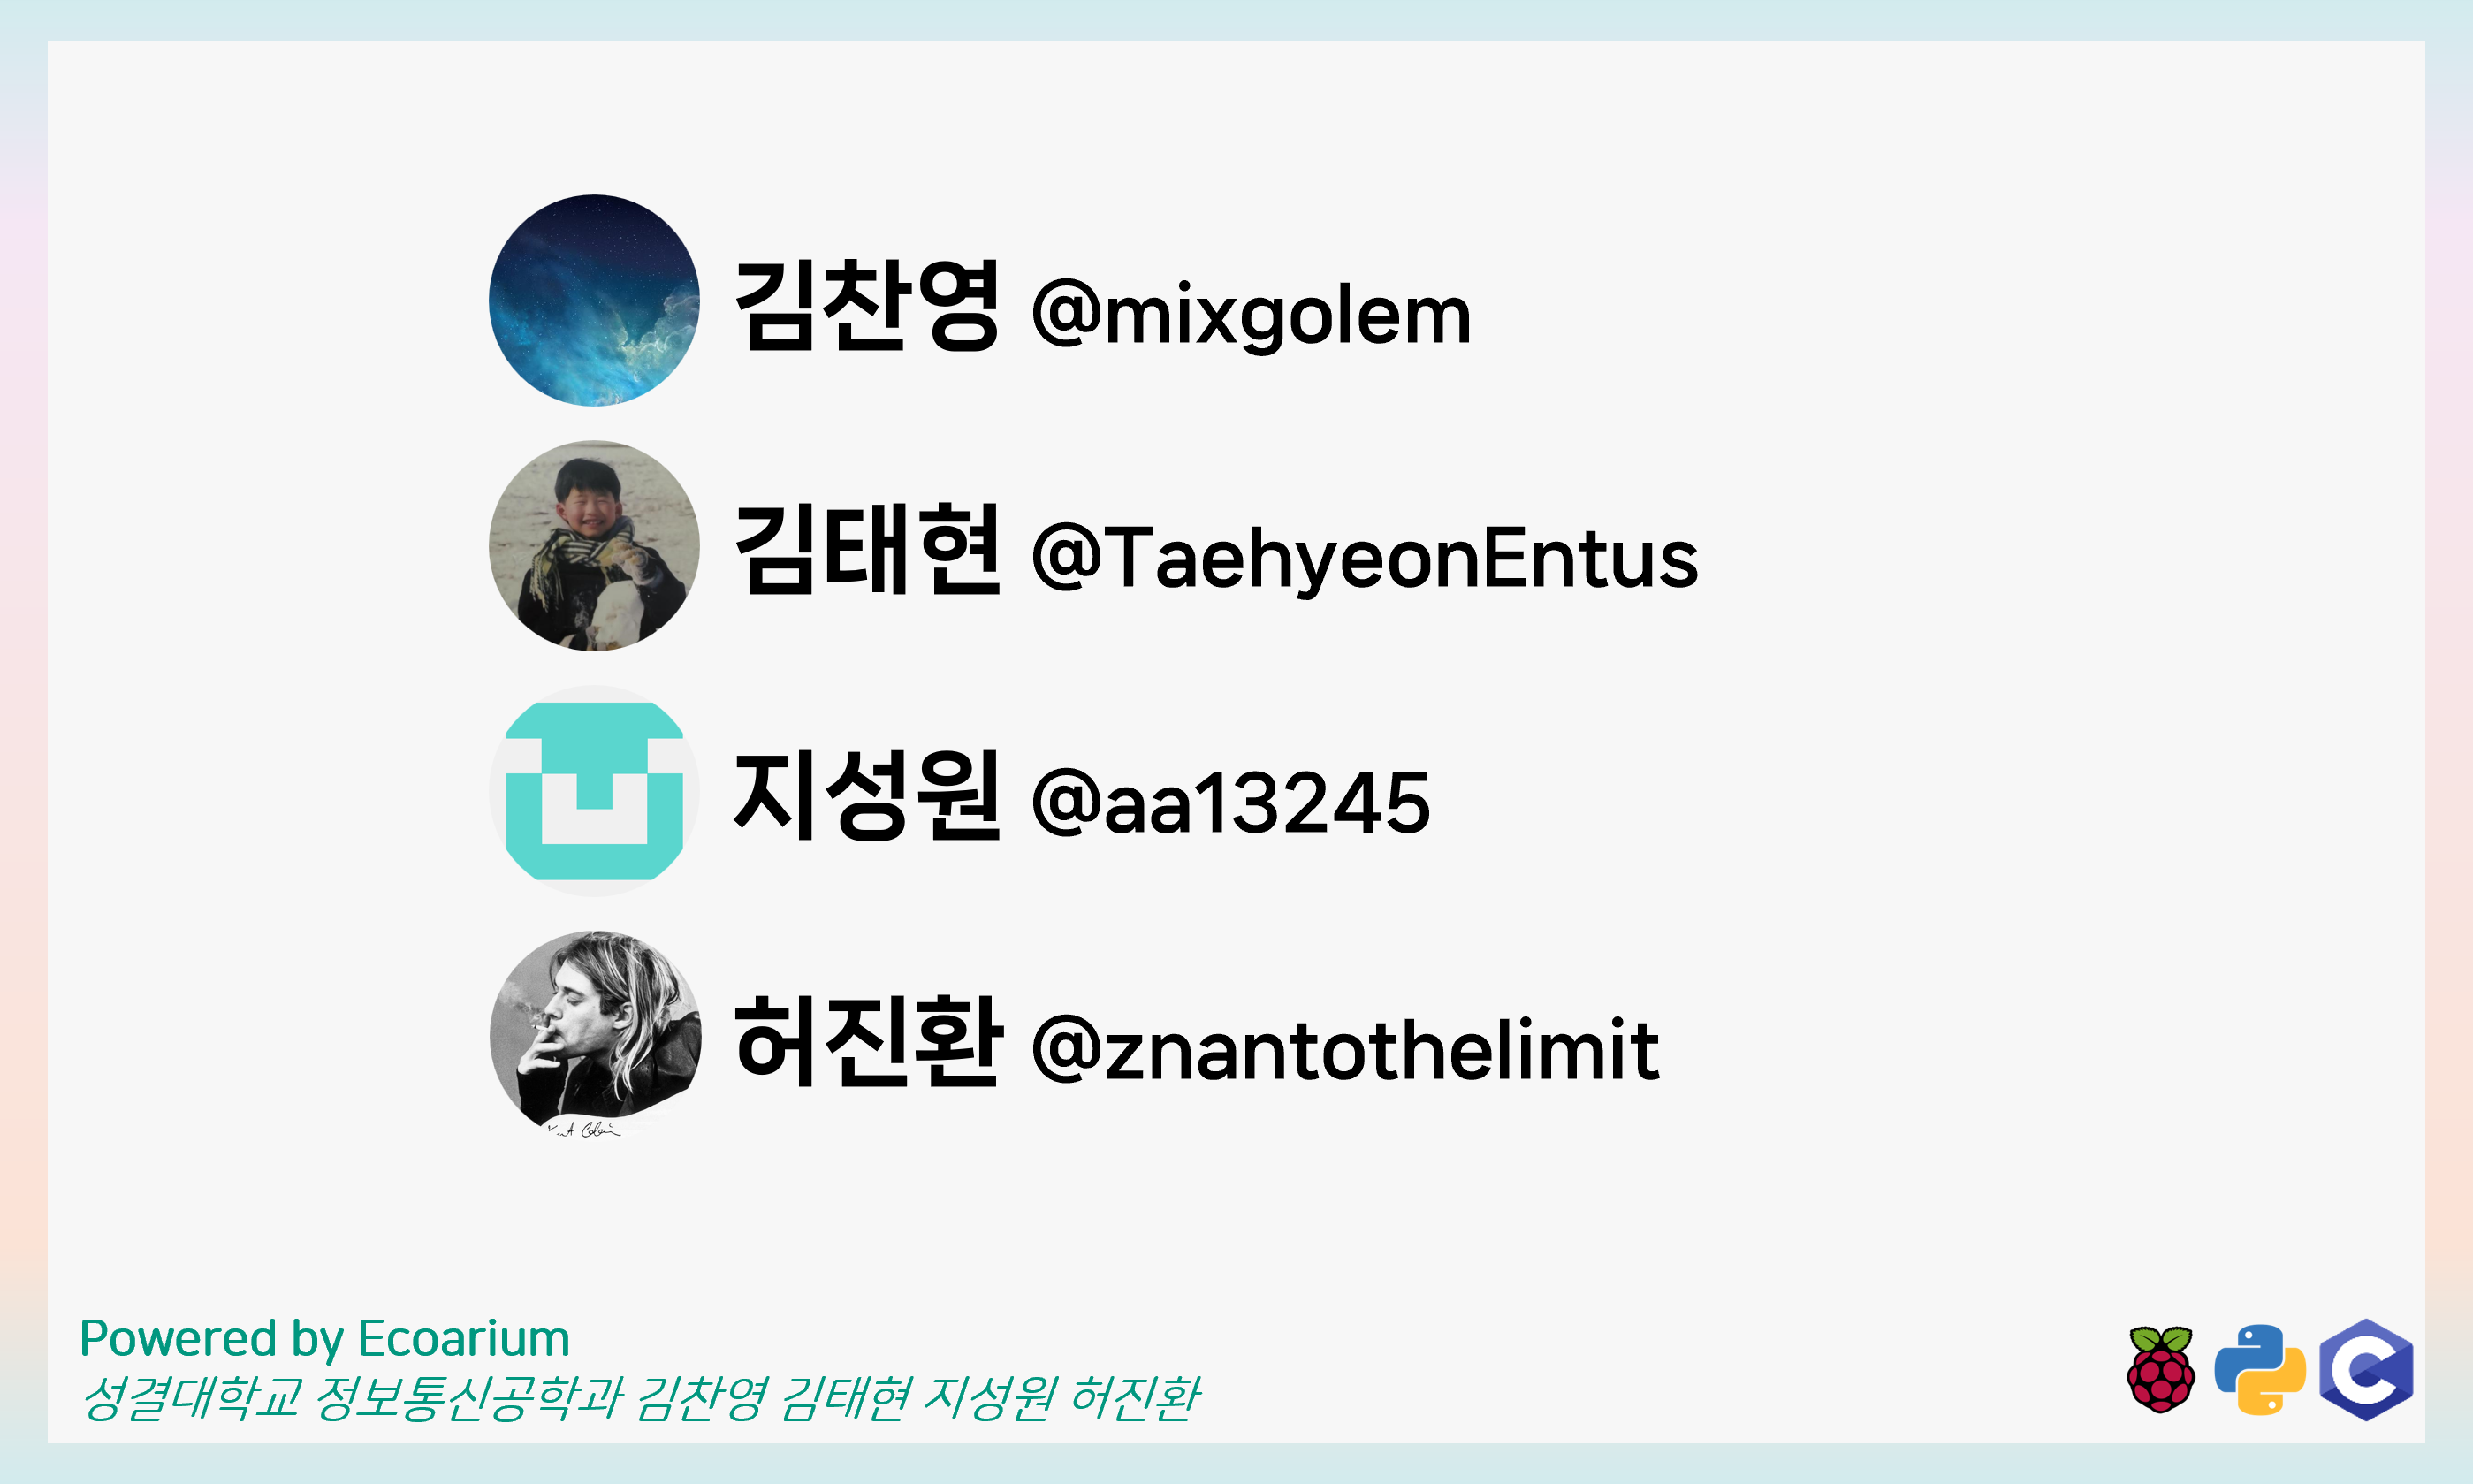 김찬영 @mixgolem
김태현 @TaehyeonEntus
지성원 @aa13245
허진환 @znantothelimit
Powered by Ecoarium
성결대학교 정보통신공학과 김찬영 김태현 지성원 허진환
C